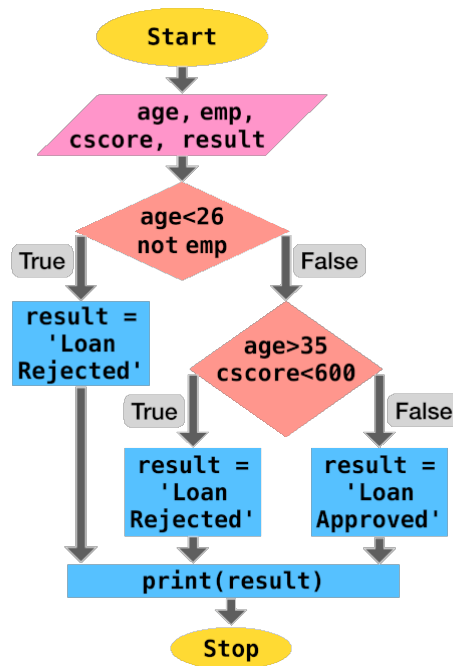 Start
age, emp,
cscore, result
age<26
not emp
True
False
result =
'Loan
Rejected'
age>35
cscore<600
True
False
result =
'Loan
Rejected'
result =
'Loan
Approved'
print(result)
Stop